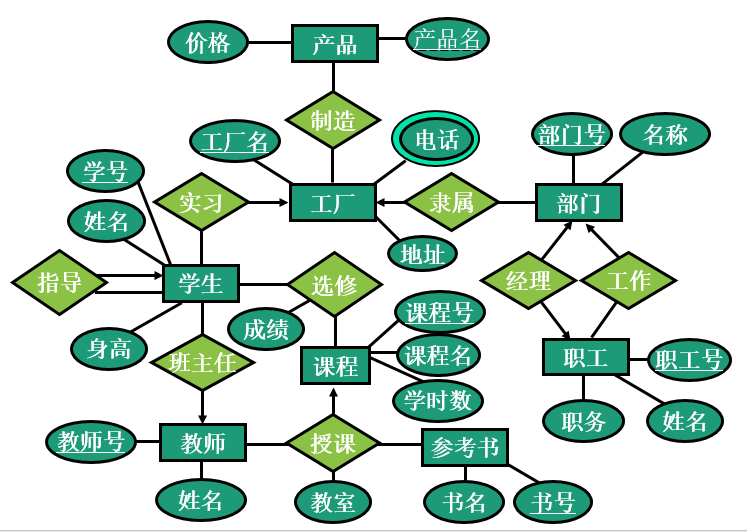 价格
产品
产品名
制造
工厂名
电话
部门号
名称
学号
实习
工厂
隶属
部门
姓名
地址
指导
学生
选修
经理
工作
成绩
课程号
身高
班主任
课程
课程名
职工
职工号
学时数
教师号
教师
授课
参考书
职务
姓名
姓名
教室
书名
书号